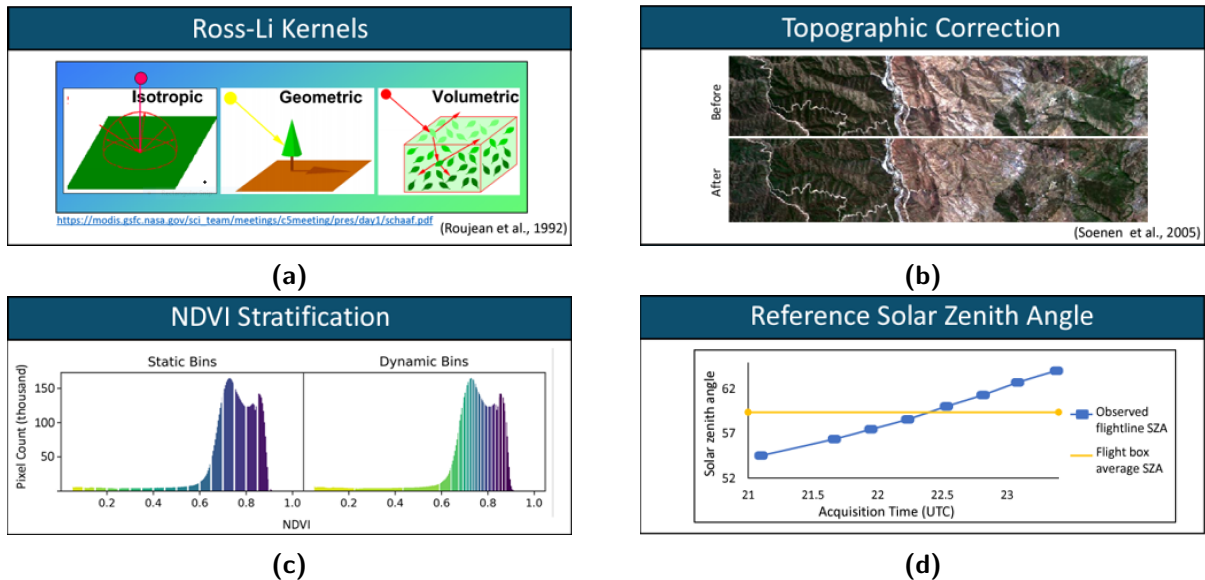 Ross-Li Kernels
Isotropic
Geometric
Volumetric
https://modis.gsfc.nasa.gov/sci_team/meetings/c5meeting/pres/day1/schaaf.pdf
(Roujean et al., 1992)
(a)
Topographic Correction
Before
After
(Soenen et al., 2005)
(b)
NDVI Stratification
Static Bins
Dynamic Bins
Pixel Count (thousand)
150
100
50
0.2 0.4 0.6 0.8 1.0 0.2 0.4 0.6 0.8 1.0
NDVI
(c)
Reference Solar Zenith Angle
Solar zenith angle
62
57
52
21 21.5 22 22.5 23
Acquisition Time (UTC)
Observed
flightline SZA
Flight box
average SZA
(d)